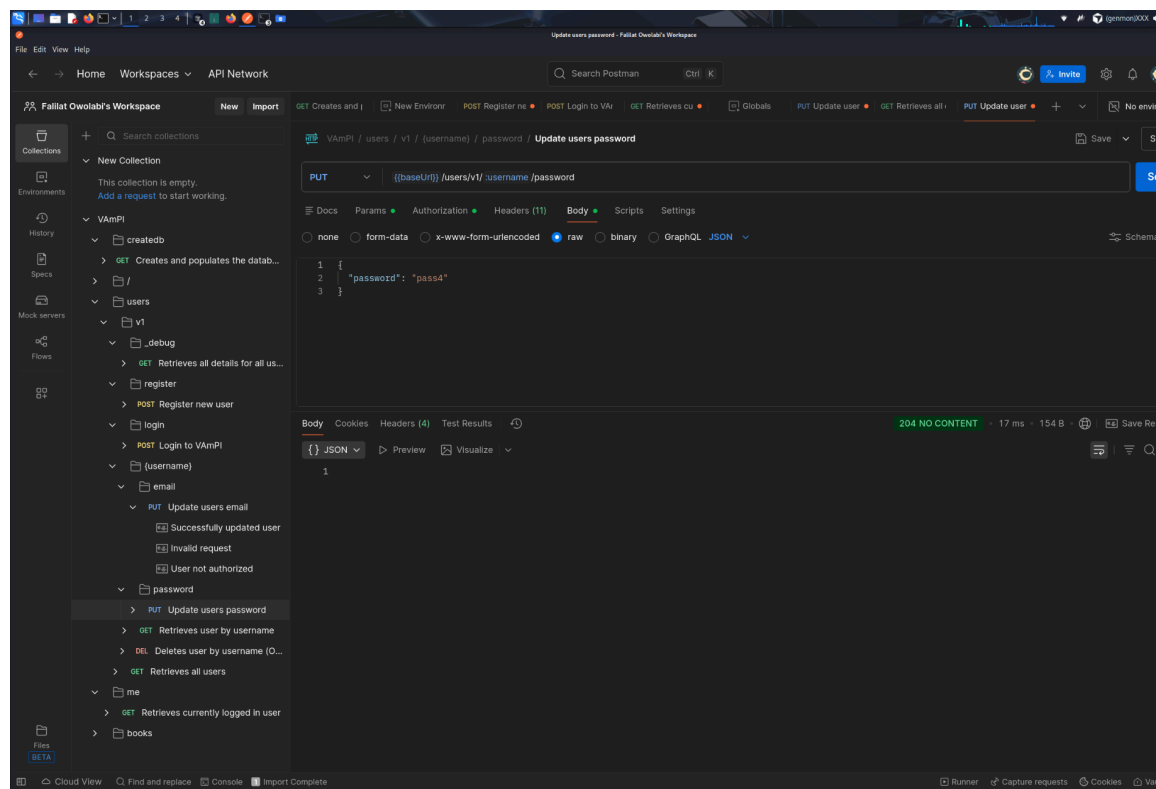 1 2 3 4
(genmon)XXX
Update users password - Falilat Owolabi's Workspace
File Edit View Help
Home Workspaces API Network
Search Postman Ctrl K
Invite
Falilat Owolabi's Workspace New Import
GET Creates and p New Environr POST Register ne POST Login to VAr GET Retrieves cu Globals PUT Update user GET Retrieves all PUT Update user No envi
Collections
Environments
History
Specs
Mock servers
Flows
Files
BETA
Search collections
New Collection
This collection is empty.
Add a request to start working.
VAmPI
createdb
GET Creates and populates the datab...
/
users
v1
_debug
GET Retrieves all details for all us...
register
POST Register new user
login
POST Login to VAmPI
{username}
email
PUT Update users email
Successfully updated user
Invalid request
User not authorized
password
PUT Update users password
GET Retrieves user by username
DEL Deletes user by username (O...
GET Retrieves all users
me
GET Retrieves currently logged in user
books
VAmPI / users / v1 / {username} / password / Update users password
Save S
PUT {{baseUrl}} /users/v1/ :username /password
Se
Docs Params Authorization Headers (11) Body Scripts Settings
none form-data x-www-form-urlencoded raw binary GraphQL JSON Schema
1 {
2 "password": "pass4"
3 }
Body Cookies Headers (4) Test Results
204 NO CONTENT 17 ms 154 B Save Re
{} JSON Preview Visualize
1
Cloud View Find and replace Console Import Complete
Runner Capture requests Cookies Va